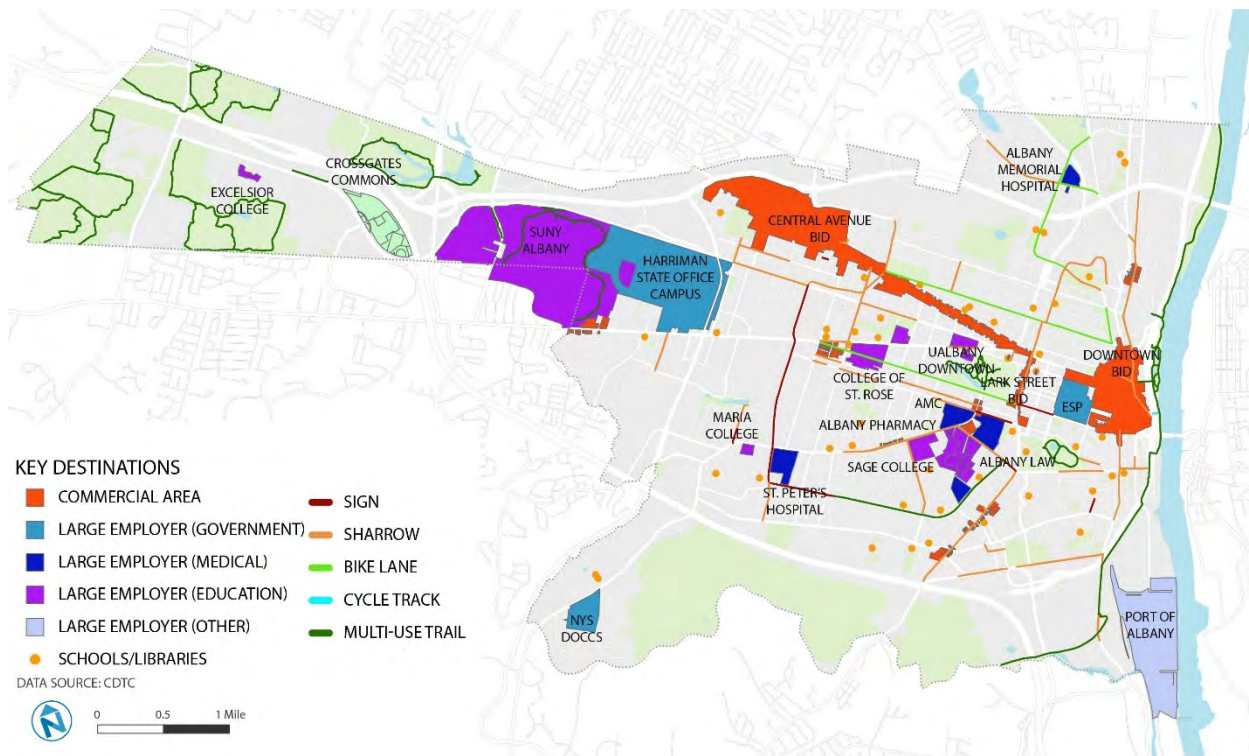 CROSSGATES
COMMONS
EXCELSIOR
COLLEGE
SUNY
ALBANY
HARRIMAN
STATE OFFICE
CAMPUS
CENTRAL AVENUE
BID
ALBANY
MEMORIAL
HOSPITAL
DOWNTOWN
BID
UALBANY
DOWNTOWN
LARK STREET
BID
ESP
COLLEGE OF
ST. ROSE
AMC
ALBANY PHARMACY
MARIA
COLLEGE
SAGE COLLEGE
ALBANY LAW
ST. PETER'S
HOSPITAL
NYS
DOCCS
PORT OF
ALBANY
KEY DESTINATIONS
COMMERCIAL AREA
LARGE EMPLOYER (GOVERNMENT)
LARGE EMPLOYER (MEDICAL)
LARGE EMPLOYER (EDUCATION)
LARGE EMPLOYER (OTHER)
SCHOOLS/LIBRARIES
SIGN
SHARROW
BIKE LANE
CYCLE TRACK
MULTI-USE TRAIL
DATA SOURCE: CDTC
N
0 0.5 1 Mile